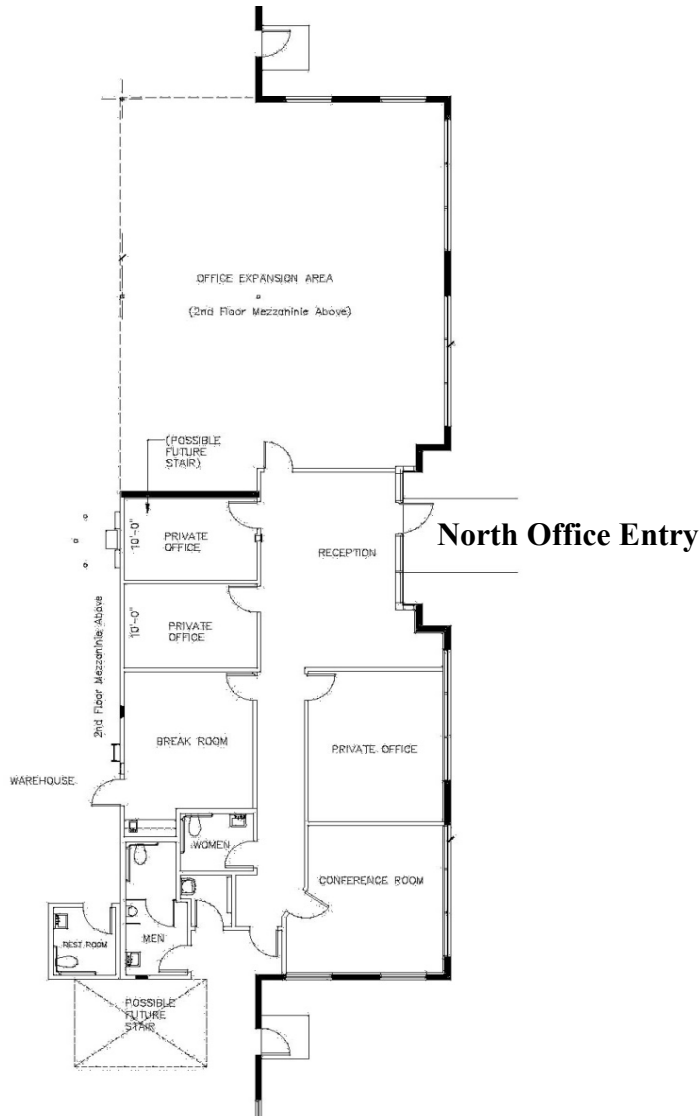 OFFICE EXPANSION AREA
(2nd Floor Mezzaninie Above)
(POSSIBLE
FUTURE
STAIR)
10'-0"
PRIVATE
OFFICE
RECEPTION
North Office Entry
10'-0"
PRIVATE
OFFICE
2nd Floor Mezzaninie Above
BREAK ROOM
PRIVATE OFFICE
WAREHOUSE
WOMEN
CONFERENCE ROOM
MEN
REST ROOM
POSSIBLE
FUTURE
STAIR